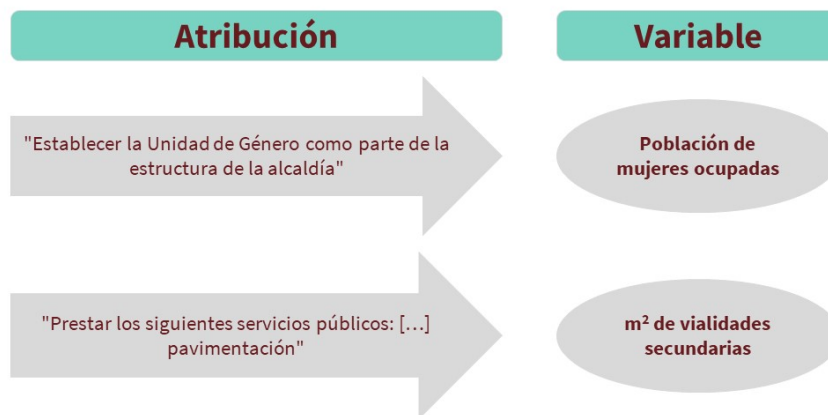 Atribución
Variable
"Establecer la Unidad de Género como parte de la
estructura de la alcaldía"
Población de
mujeres ocupadas
"Prestar los siguientes servicios públicos: […]
pavimentación"
m² de vialidades
secundarias